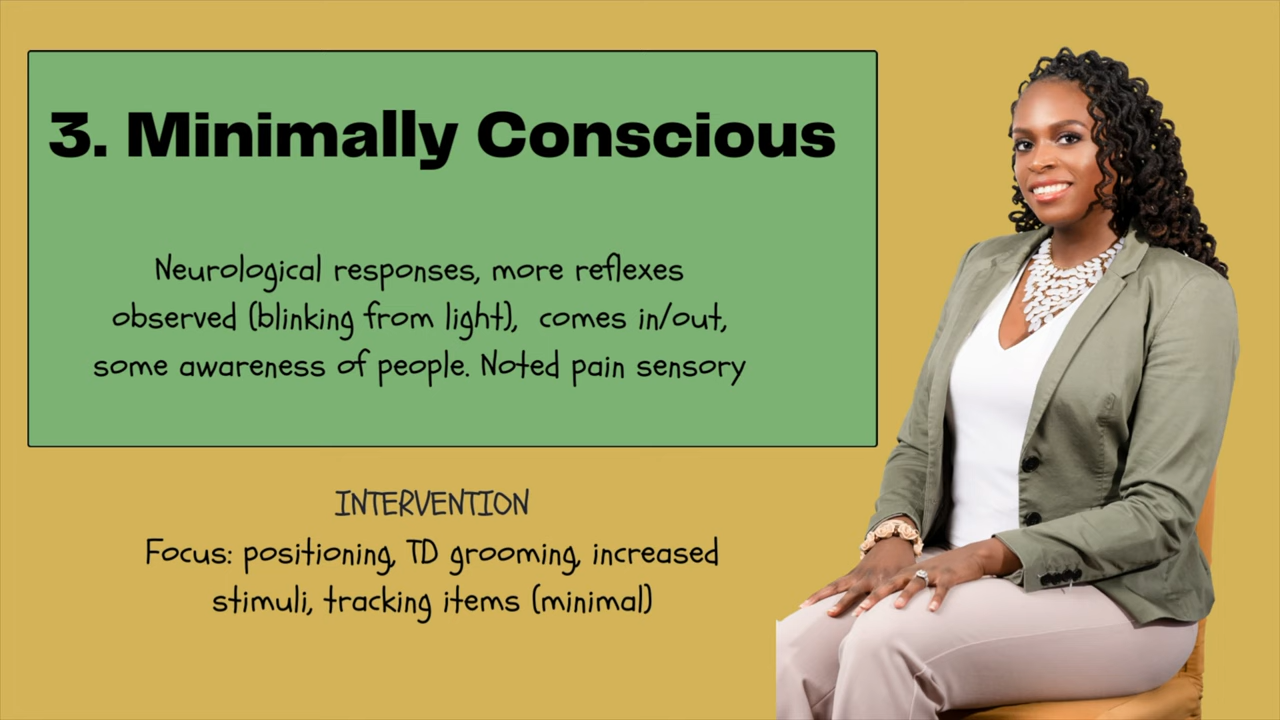 3. Minimally Conscious
Neurological responses, more reflexes
observed (blinking from light),  comes in/out,
some awareness of people. Noted pain sensory
INTERVENTION
Focus: positioning, TD grooming, increased
stimuli, tracking items (minimal)